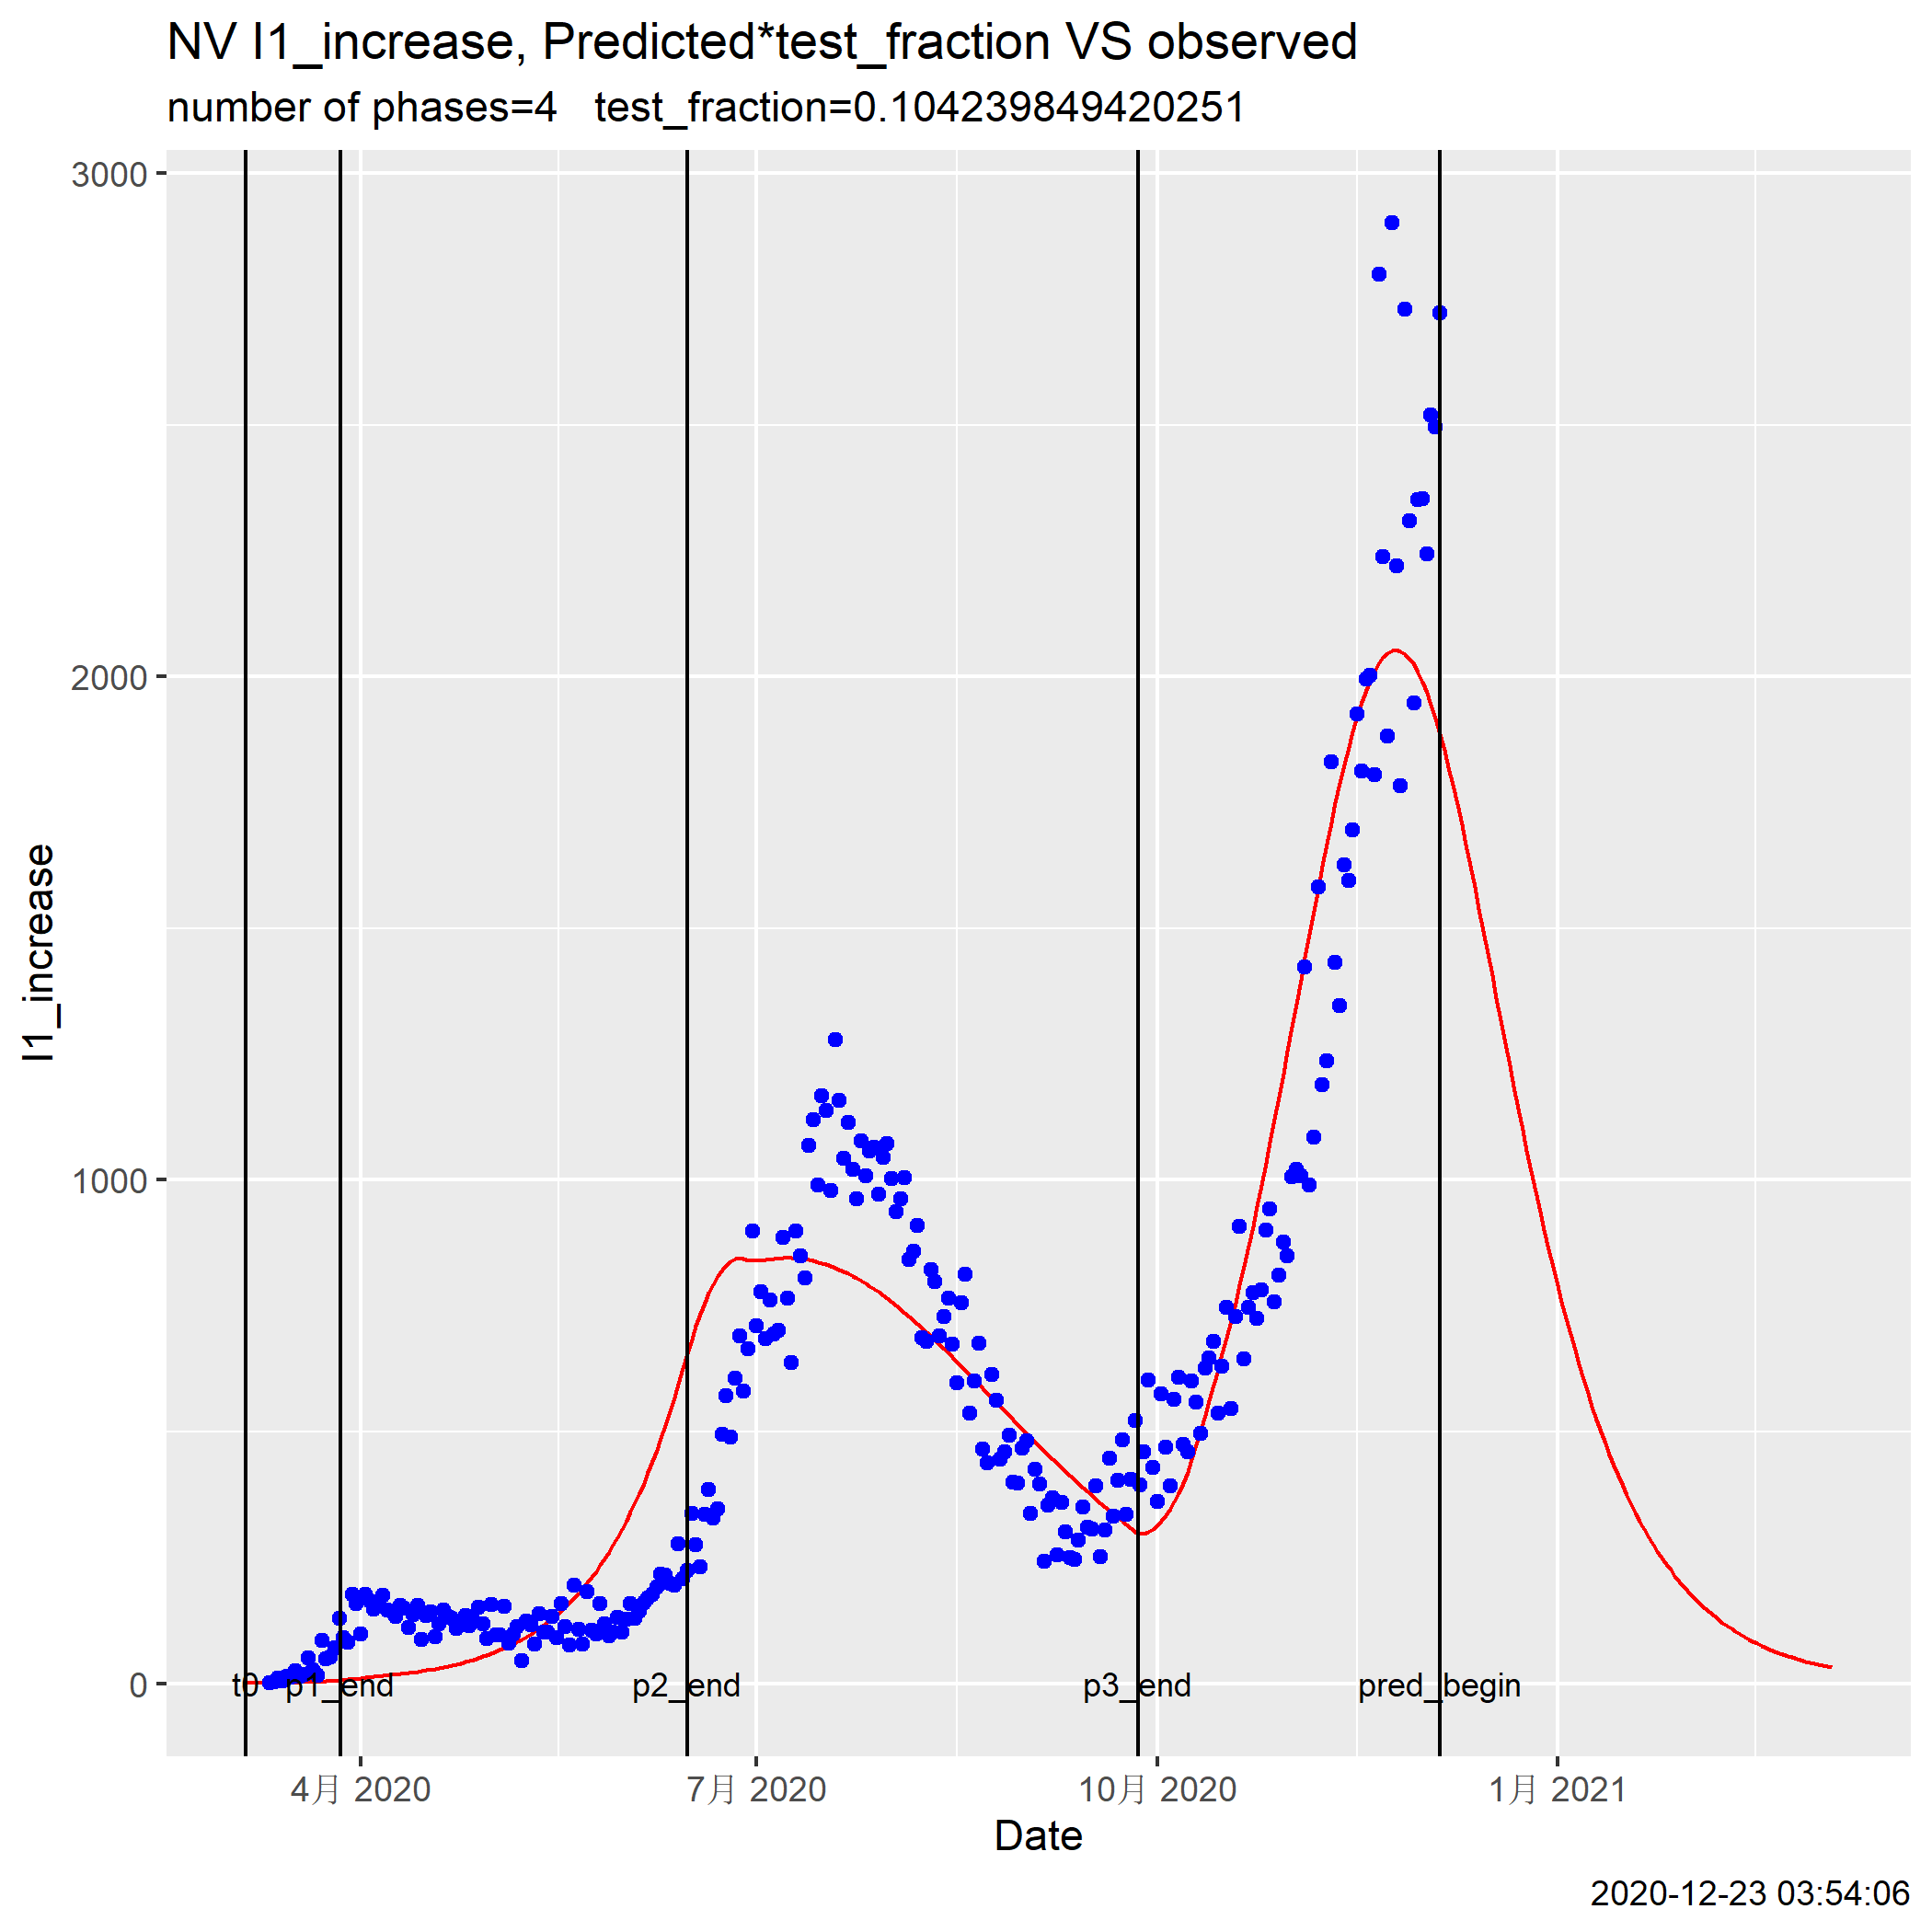 NV I1_increase, Predicted*test_fraction VS observed
number of phases=4   test_fraction=0.104239849420251
3000
2000
1000
0
I1_increase
t0
p1_end
p2_end
p3_end
pred_begin
4月 2020
7月 2020
10月 2020
1月 2021
Date
2020-12-23 03:54:06